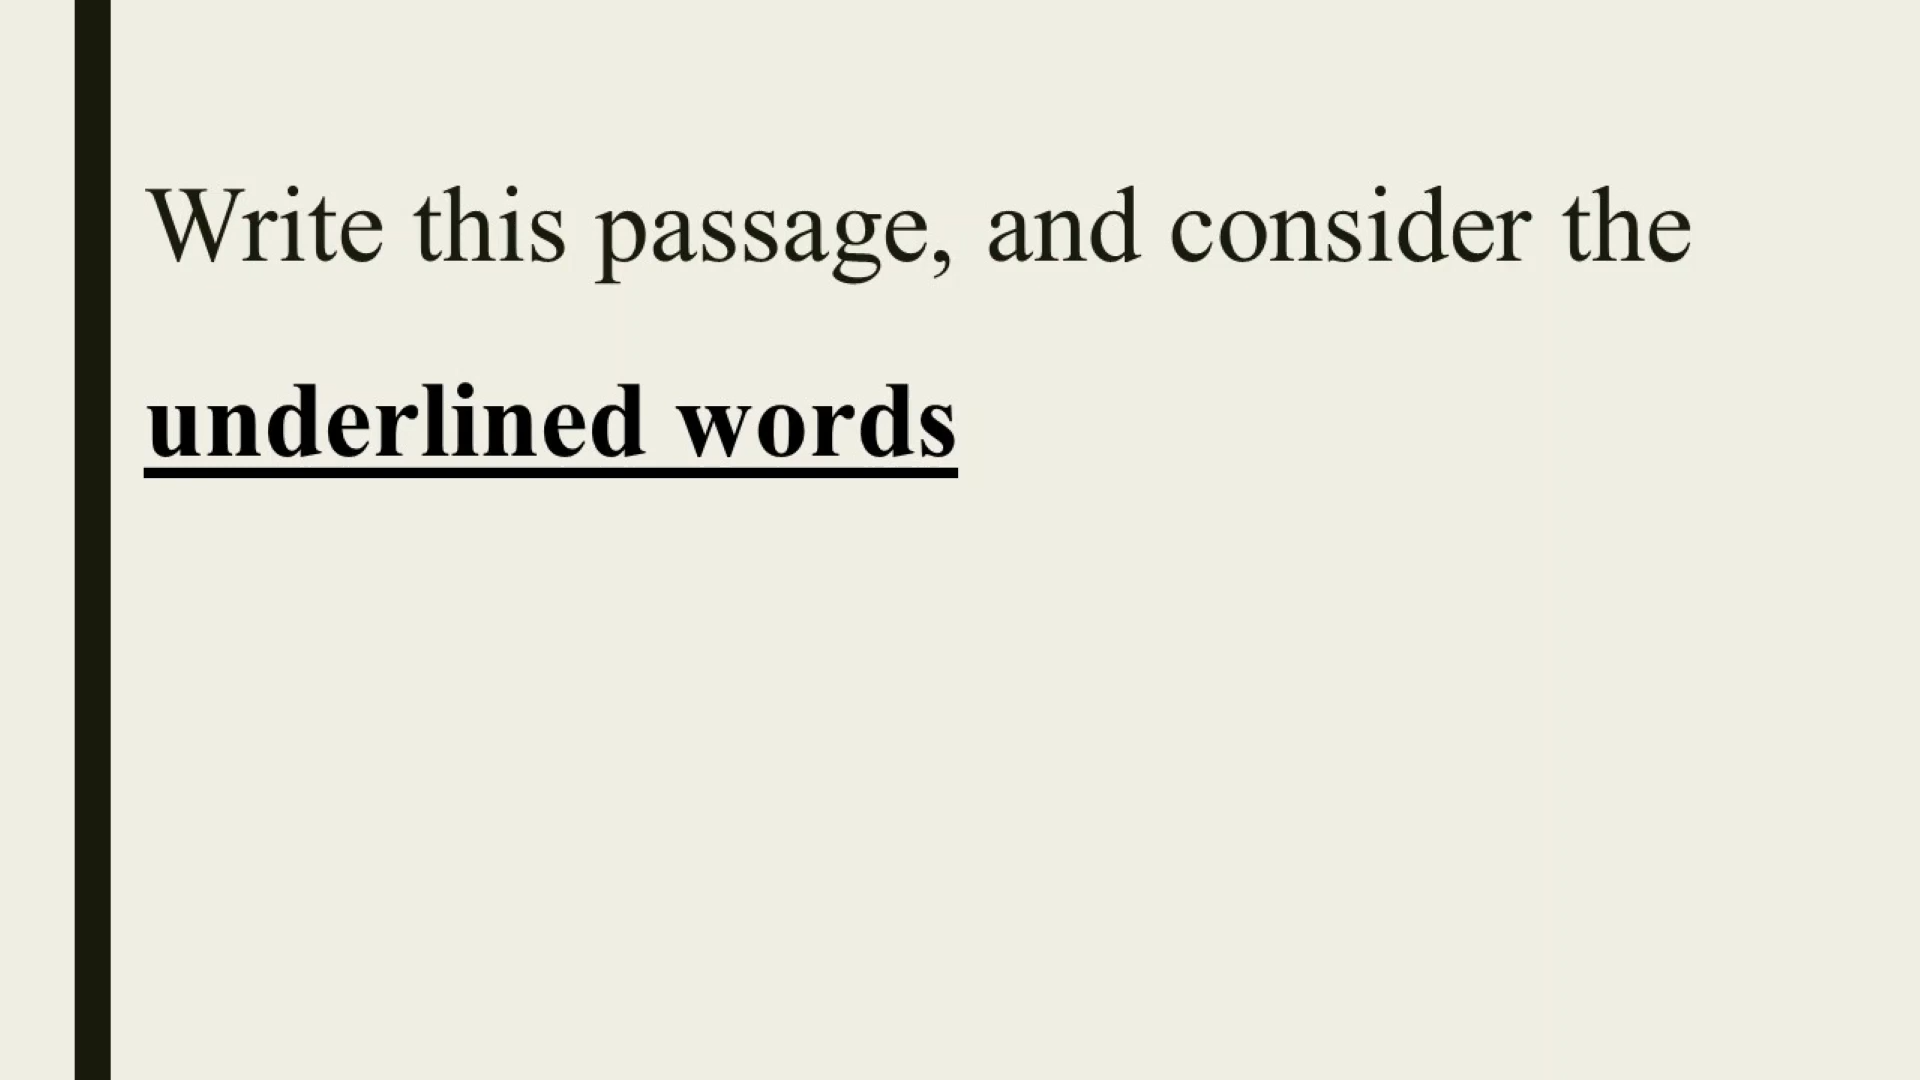 Write this passage, and consider the
underlined words